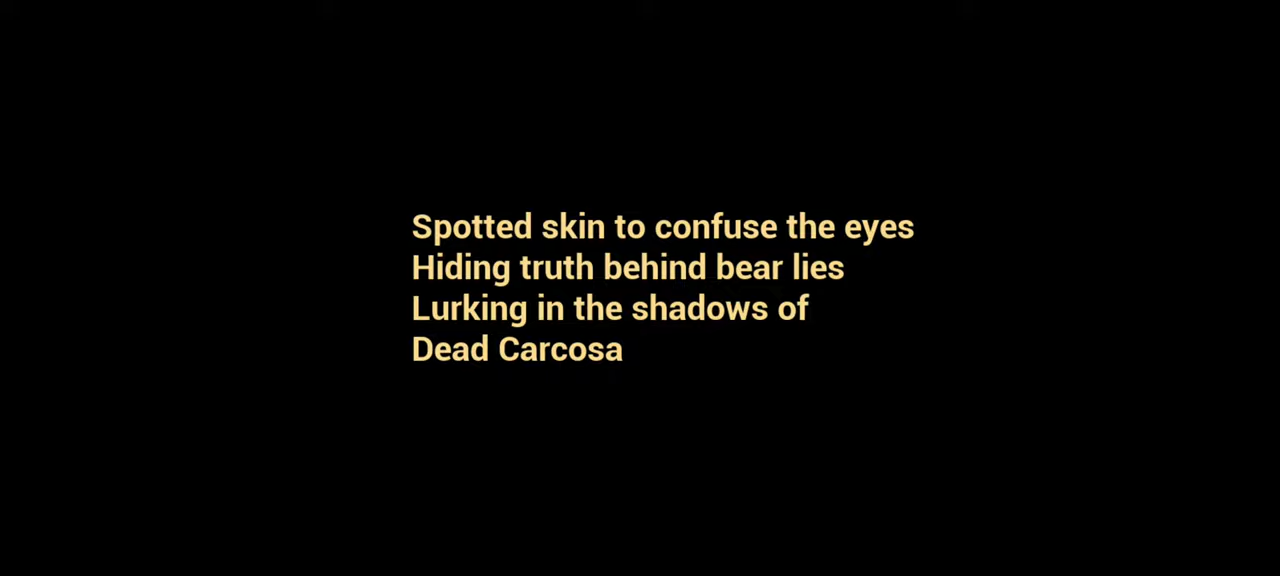 Spotted skin to confuse the eyes
Hiding truth behind bear lies
Lurking in the shadows of
Dead Carcosa